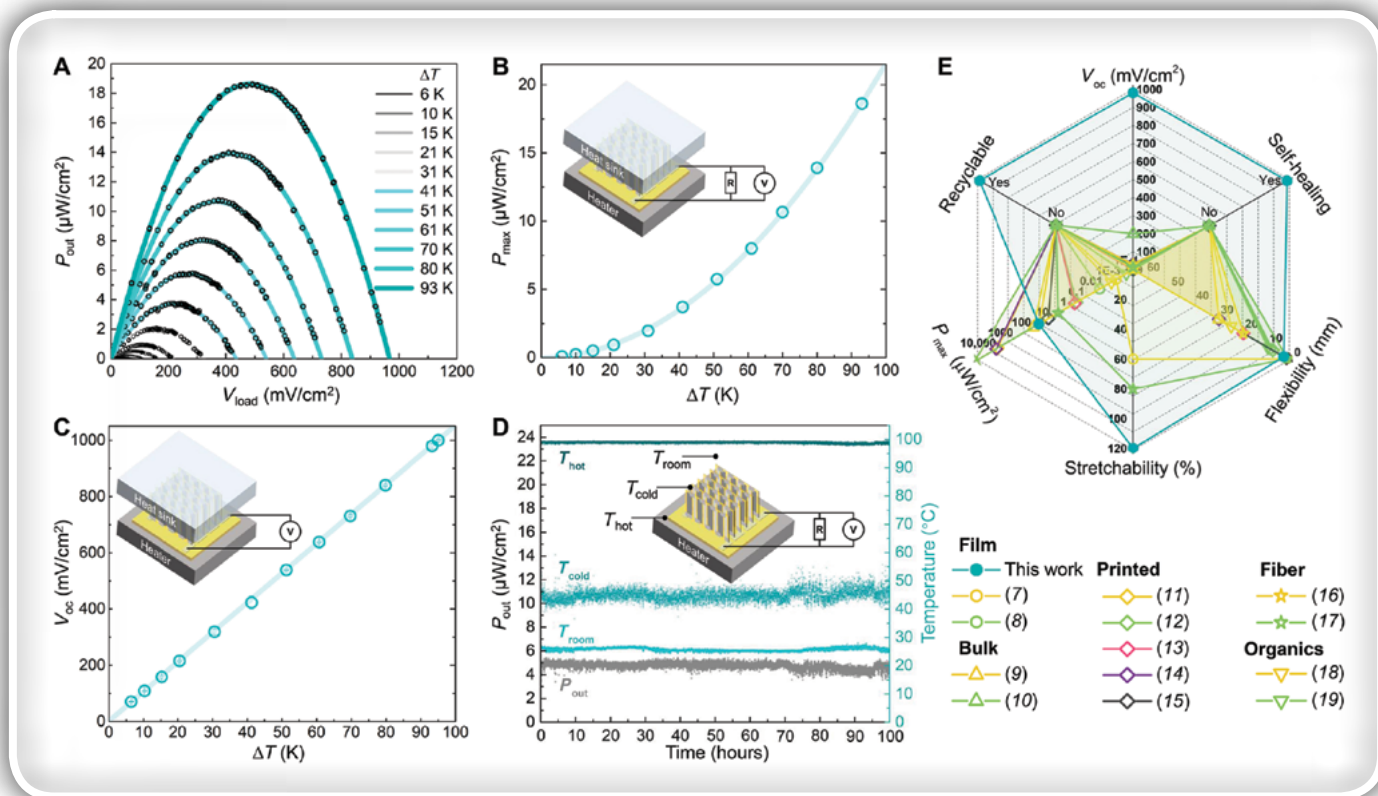 A
P_out (µW/cm²)
20
18
16
14
12
10
8
6
4
2
0
0 200 400 600 800 1000 1200
V_load (mV/cm²)
ΔT
6 K
10 K
15 K
21 K
31 K
41 K
51 K
61 K
70 K
80 K
93 K
B
P_max (µW/cm²)
20
15
10
5
0
0 10 20 30 40 50 60 70 80 90 100
ΔT (K)
Heat sink
Heater
R
V
C
V_oc (mV/cm²)
1000
800
600
400
200
0
0 10 20 30 40 50 60 70 80 90 100
ΔT (K)
Heat sink
Heater
V
D
P_out (µW/cm²)
24
22
20
18
16
14
12
10
8
6
4
2
0
T_hot
T_room
T_cold
T_hot
Heater
R
V
T_cold
T_room
P_out
100
90
80
70
60
50
40
30
20
10
0
Temperature (°C)
0 10 20 30 40 50 60 70 80 90 100
Time (hours)
E
V_oc (mV/cm²)
1000
900
800
700
600
500
400
300
200
100
Recyclable
Yes
No
Self-healing
Yes
No
P_max (µW/cm²)
10,000
1000
100
10
1
0.1
0.01
1E-3
Flexibility (mm)
60
50
40
30
20
10
0
20
40
60
80
100
120
Stretchability (%)
Film
This work
(7)
(8)
Bulk
(9)
(10)
Printed
(11)
(12)
(13)
(14)
(15)
Fiber
(16)
(17)
Organics
(18)
(19)